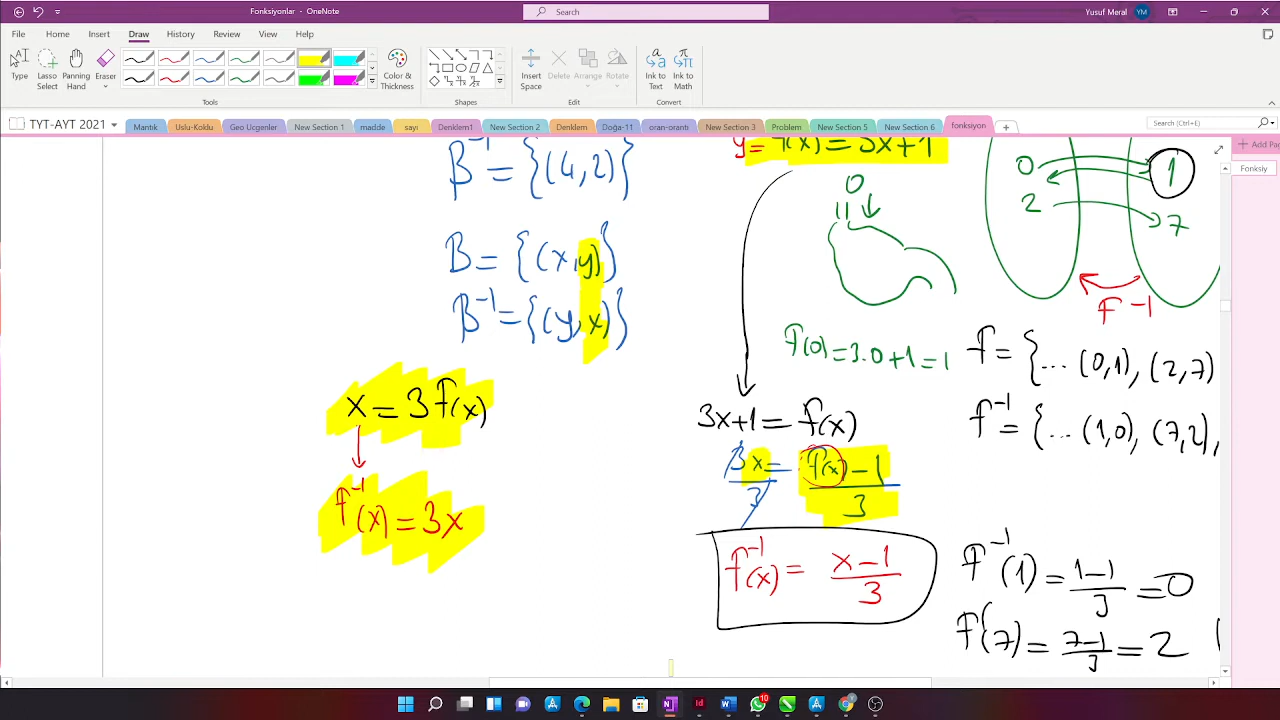 Fonksiyonlar - OneNote
Search
Yusuf Meral
YM
File Home Insert Draw History Review View Help
Type
Lasso Select
Panning Hand
Eraser
Color & Thickness
Insert Space
Delete
Arrange
Rotate
Ink to Text
Ink to Math
Tools
Shapes
Edit
Convert
TYT-AYT 2021
Mantık
Uslu-Koklu
Geo Ucgenler
New Section 1
madde
sayi
Denklem1
New Section 2
Denklem
Doğa-11
oran-orantı
New Section 3
Problem
New Section 5
New Section 6
fonksiyon
Search (Ctrl+E)
Add Pag
Fonksiy
β⁻¹ = {(4,2)}
B = {(x,y)}
β⁻¹ = {(y,x)}
x = 3f(x)
f⁻¹(x) = 3x
y = f(x) = 3x+1
0
f(0) = 3.0+1 = 1
3x+1 = f(x)
3x/3 = (f(x)-1)/3
f⁻¹(x) = (x-1)/3
0 1
2 7
f⁻¹
f = {... (0,1), (2,7)
f⁻¹ = {... (1,0), (7,2),
f⁻¹(1) = (1-1)/3 = 0
f'(7) = (7-1)/3 = 2
10